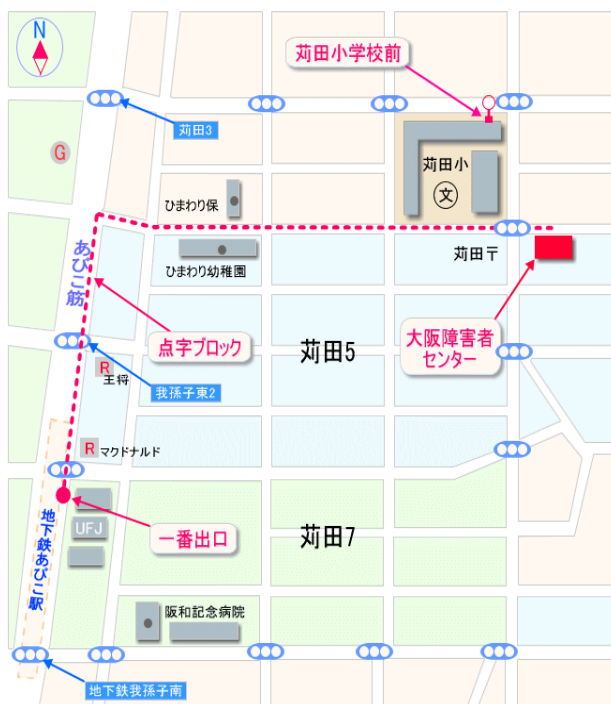 N
苅田小学校前
苅田3
G
苅田小
文
ひまわり保
あびこ筋
ひまわり幼稚園
苅田〒
点字ブロック
苅田5
大阪障害者
センター
R
王将
我孫子東2
R
マクドナルド
UFJ
一番出口
苅田7
地下鉄あびこ駅
阪和記念病院
地下鉄我孫子南